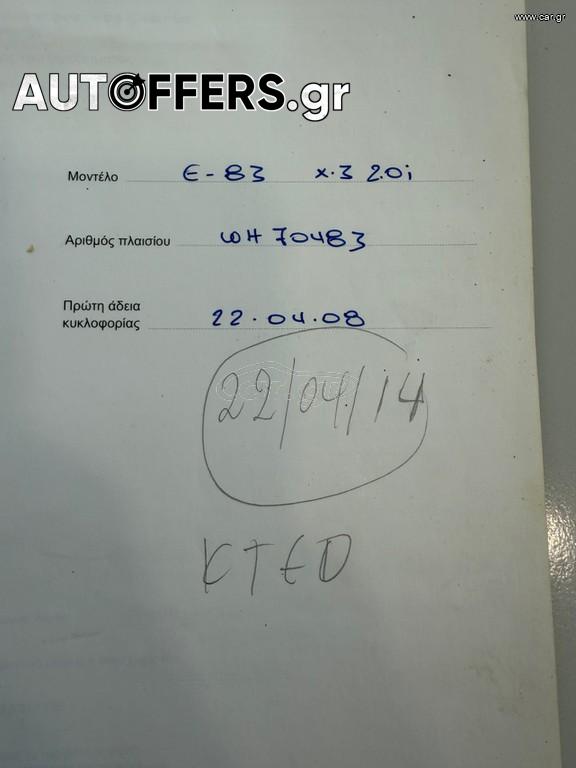 www.car.gr
AUTOFFERS.gr
Μοντέλο E-83 X.3 2.0i
Αριθμός πλαισίου WH70483
Πρώτη άδεια
κυκλοφορίας 22.04.08
22/04/14
ΚΤΕΟ